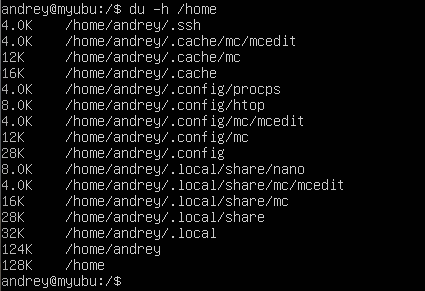 andrey@myubu:/$ du -h /home
4.0K /home/andrey/.ssh
4.0K /home/andrey/.cache/mc/mcedit
12K /home/andrey/.cache/mc
16K /home/andrey/.cache
4.0K /home/andrey/.config/procps
8.0K /home/andrey/.config/htop
4.0K /home/andrey/.config/mc/mcedit
12K /home/andrey/.config/mc
28K /home/andrey/.config
8.0K /home/andrey/.local/share/nano
4.0K /home/andrey/.local/share/mc/mcedit
16K /home/andrey/.local/share/mc
28K /home/andrey/.local/share
32K /home/andrey/.local
124K /home/andrey
128K /home
andrey@myubu:/$